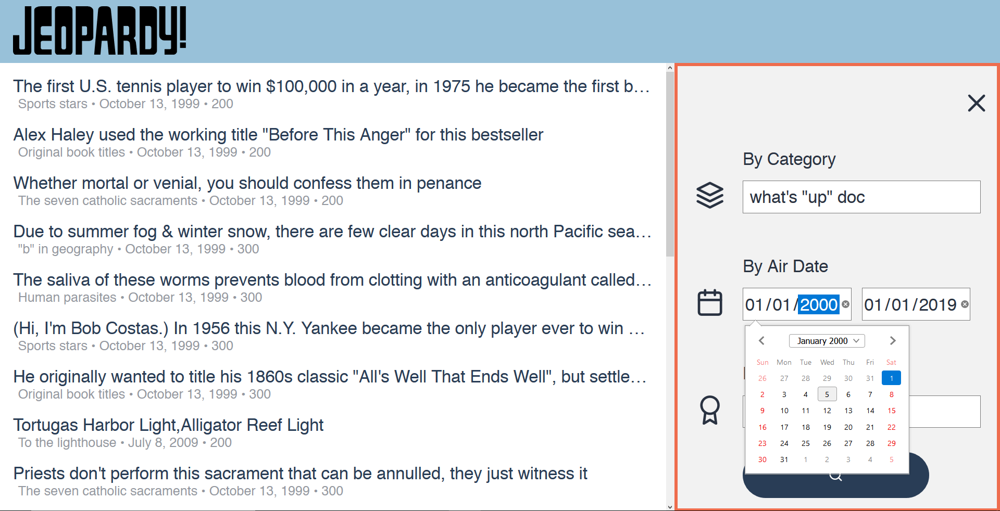 JEOPARDY!
The first U.S. tennis player to win $100,000 in a year, in 1975 he became the first b…
Sports stars • October 13, 1999 • 200
Alex Haley used the working title "Before This Anger" for this bestseller
Original book titles • October 13, 1999 • 200
Whether mortal or venial, you should confess them in penance
The seven catholic sacraments • October 13, 1999 • 200
Due to summer fog & winter snow, there are few clear days in this north Pacific sea…
"b" in geography • October 13, 1999 • 300
The saliva of these worms prevents blood from clotting with an anticoagulant called…
Human parasites • October 13, 1999 • 300
(Hi, I'm Bob Costas.) In 1956 this N.Y. Yankee became the only player ever to win …
Sports stars • October 13, 1999 • 300
He originally wanted to title his 1860s classic "All's Well That Ends Well", but settle…
Original book titles • October 13, 1999 • 300
Tortugas Harbor Light,Alligator Reef Light
To the lighthouse • July 8, 2009 • 200
Priests don't perform this sacrament that can be annulled, they just witness it
The seven catholic sacraments • October 13, 1999 • 300
By Category
what's "up" doc
By Air Date
01/01/2000 01/01/2019
January 2000
Sun Mon Tue Wed Thu Fri Sat
26 27 28 29 30 31 1
2 3 4 5 6 7 8
9 10 11 12 13 14 15
16 17 18 19 20 21 22
23 24 25 26 27 28 29
30 31 1 2 3 4 5